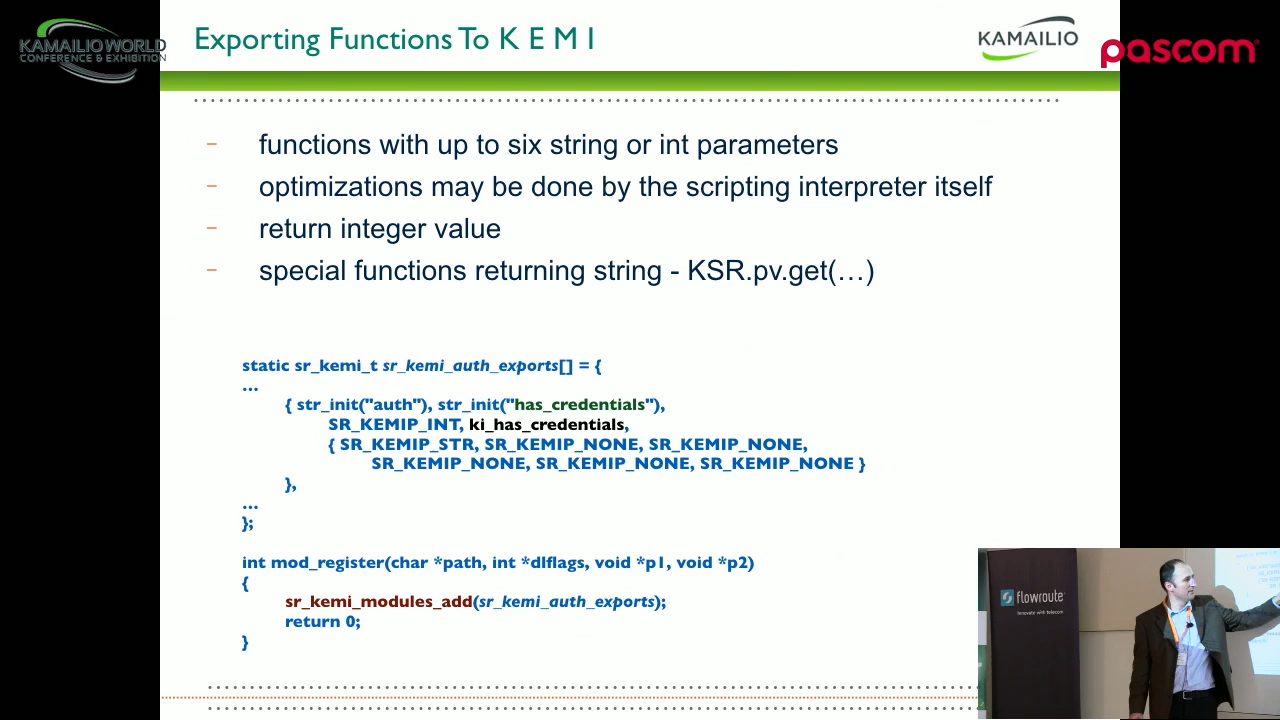 Exporting Functions To K E M I
KAMAILIO WORLD
CONFERENCE & EXHIBITION
KAMAILIO
pascom
- functions with up to six string or int parameters
- optimizations may be done by the scripting interpreter itself
- return integer value
- special functions returning string - KSR.pv.get(…)
static sr_kemi_t sr_kemi_auth_exports[] = {
…
{ str_init("auth"), str_init("has_credentials"),
SR_KEMIP_INT, ki_has_credentials,
{ SR_KEMIP_STR, SR_KEMIP_NONE, SR_KEMIP_NONE,
SR_KEMIP_NONE, SR_KEMIP_NONE, SR_KEMIP_NONE }
},
…
};
int mod_register(char *path, int *dlflags, void *p1, void *p2)
{
sr_kemi_modules_add(sr_kemi_auth_exports);
return 0;
}
flowroute
innovate with telecom